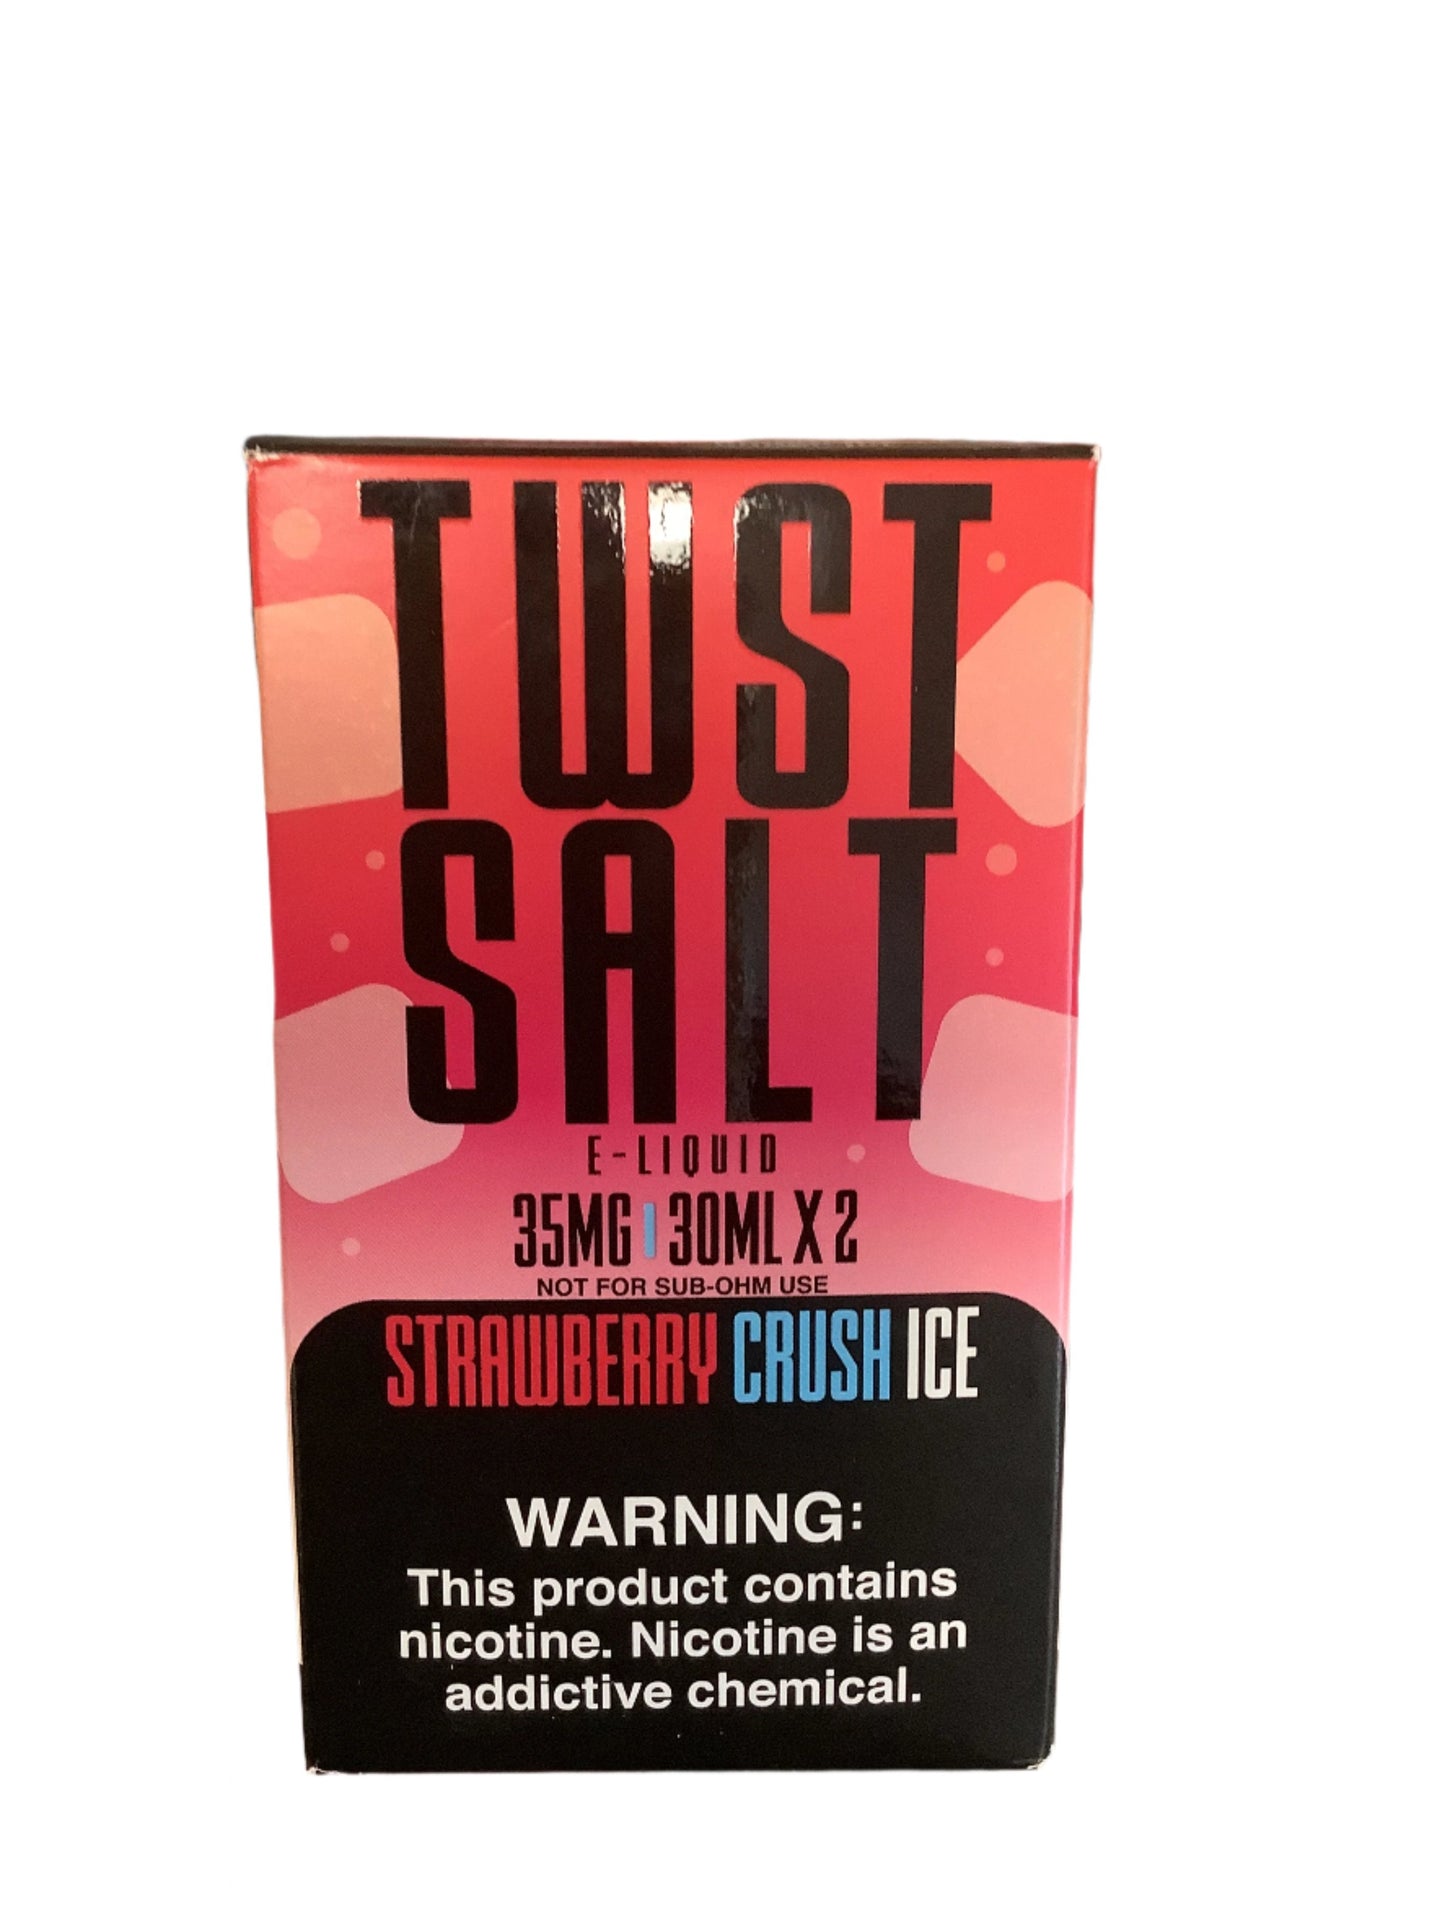 TWST
SALT
E-LIQUID
35MG | 30ML X 2
NOT FOR SUB-OHM USE
STRAWBERRY CRUSH ICE
WARNING:
This product contains
nicotine. Nicotine is an
addictive chemical.